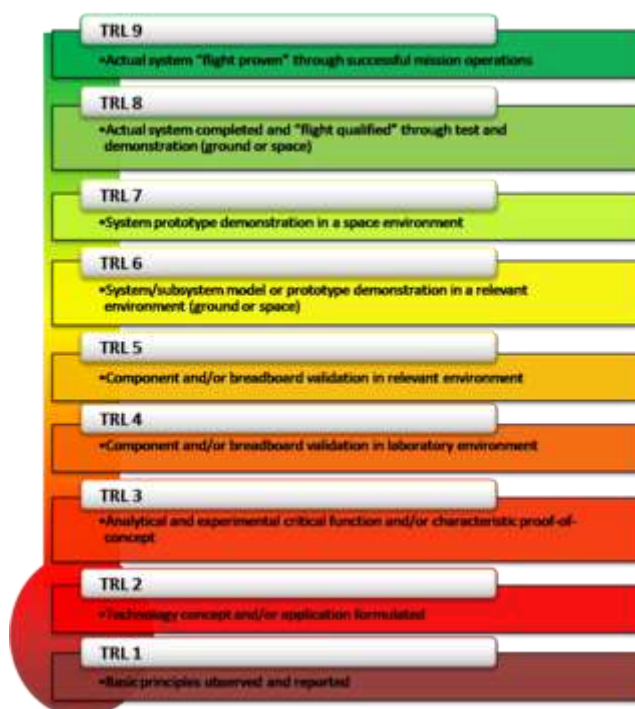 TRL 9
•Actual system "flight proven" through successful mission operations
TRL 8
•Actual system completed and "flight qualified" through test and
demonstration (ground or space)
TRL 7
•System prototype demonstration in a space environment
TRL 6
•System/subsystem model or prototype demonstration in a relevant
environment (ground or space)
TRL 5
•Component and/or breadboard validation in relevant environment
TRL 4
•Component and/or breadboard validation in laboratory environment
TRL 3
•Analytical and experimental critical function and/or characteristic proof-of-
concept
TRL 2
•Technology concept and/or application formulated
TRL 1
•Basic principles observed and reported